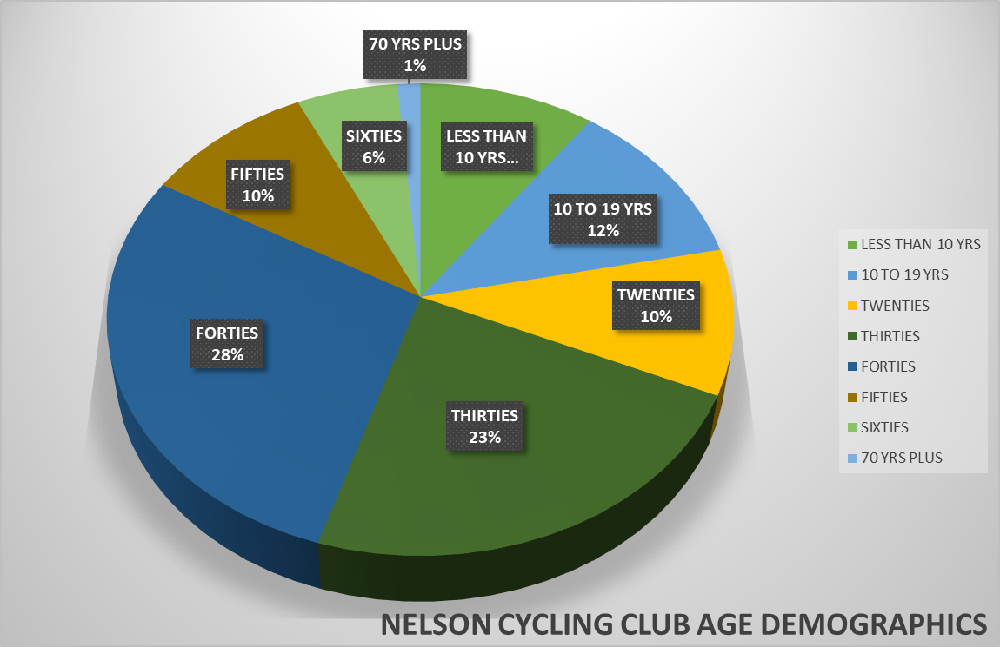 70 YRS PLUS
1%
SIXTIES
6%
LESS THAN
10 YRS...
FIFTIES
10%
10 TO 19 YRS
12%
TWENTIES
10%
FORTIES
28%
THIRTIES
23%
LESS THAN 10 YRS
10 TO 19 YRS
TWENTIES
THIRTIES
FORTIES
FIFTIES
SIXTIES
70 YRS PLUS
NELSON CYCLING CLUB AGE DEMOGRAPHICS